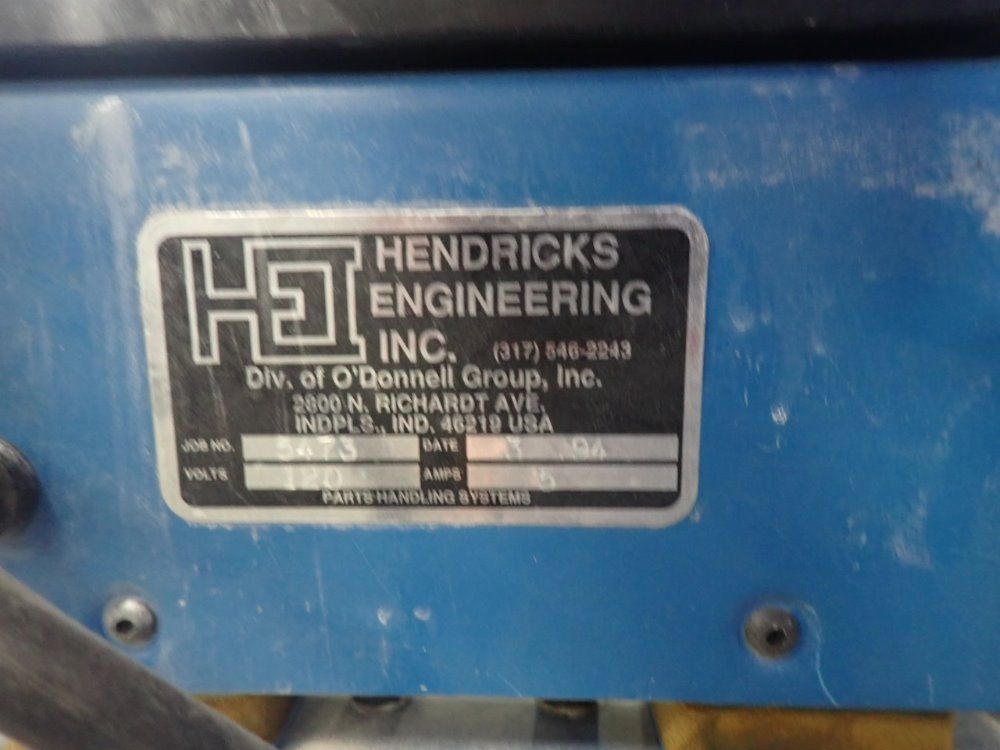 HEI HENDRICKS
ENGINEERING
INC. (317) 546-2243
Div. of O'Donnell Group, Inc.
2600 N. RICHARDT AVE.
INDPLS., IND. 46219 USA
JOB NO. 5473 DATE 3 94
VOLTS 120 AMPS 5
PARTS HANDLING SYSTEMS